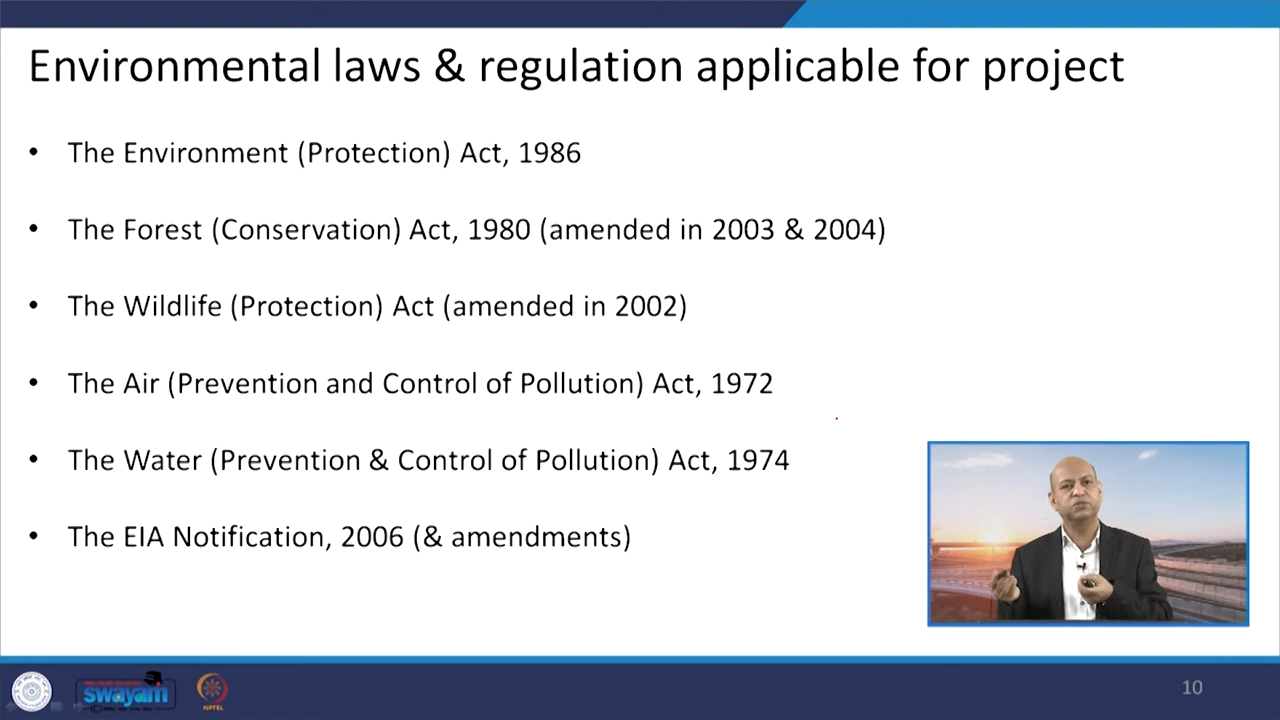 Environmental laws & regulation applicable for project
• The Environment (Protection) Act, 1986
• The Forest (Conservation) Act, 1980 (amended in 2003 & 2004)
• The Wildlife (Protection) Act (amended in 2002)
• The Air (Prevention and Control of Pollution) Act, 1972
• The Water (Prevention & Control of Pollution) Act, 1974
• The EIA Notification, 2006 (& amendments)
swayam
NPTEL
10